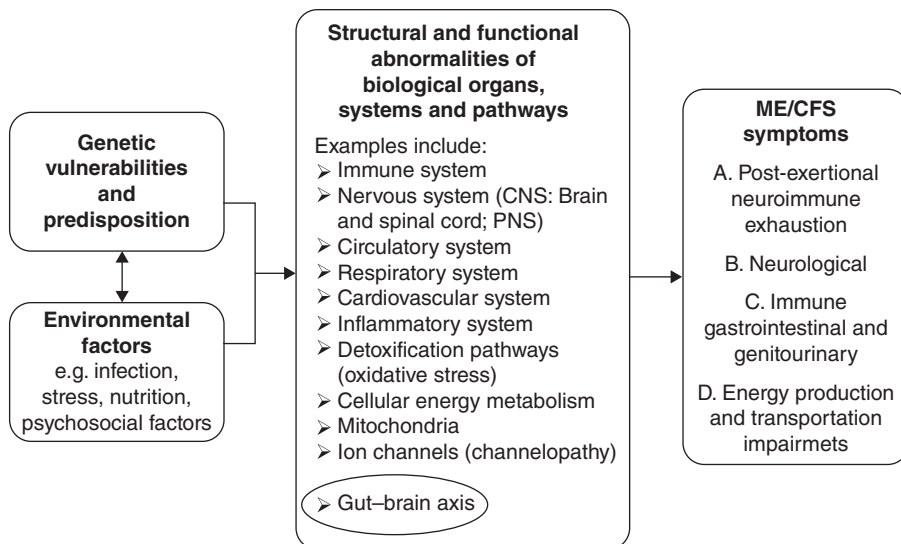 Genetic
vulnerabilities
and
predisposition
Environmental
factors
e.g. infection,
stress, nutrition,
psychosocial factors
Structural and functional
abnormalities of
biological organs,
systems and pathways
Examples include:
➢ Immune system
➢ Nervous system (CNS: Brain
and spinal cord; PNS)
➢ Circulatory system
➢ Respiratory system
➢ Cardiovascular system
➢ Inflammatory system
➢ Detoxification pathways
(oxidative stress)
➢ Cellular energy metabolism
➢ Mitochondria
➢ Ion channels (channelopathy)
➢ Gut–brain axis
ME/CFS
symptoms
A. Post-exertional
neuroimmune
exhaustion
B. Neurological
C. Immune
gastrointestinal and
genitourinary
D. Energy production
and transportation
impairmets